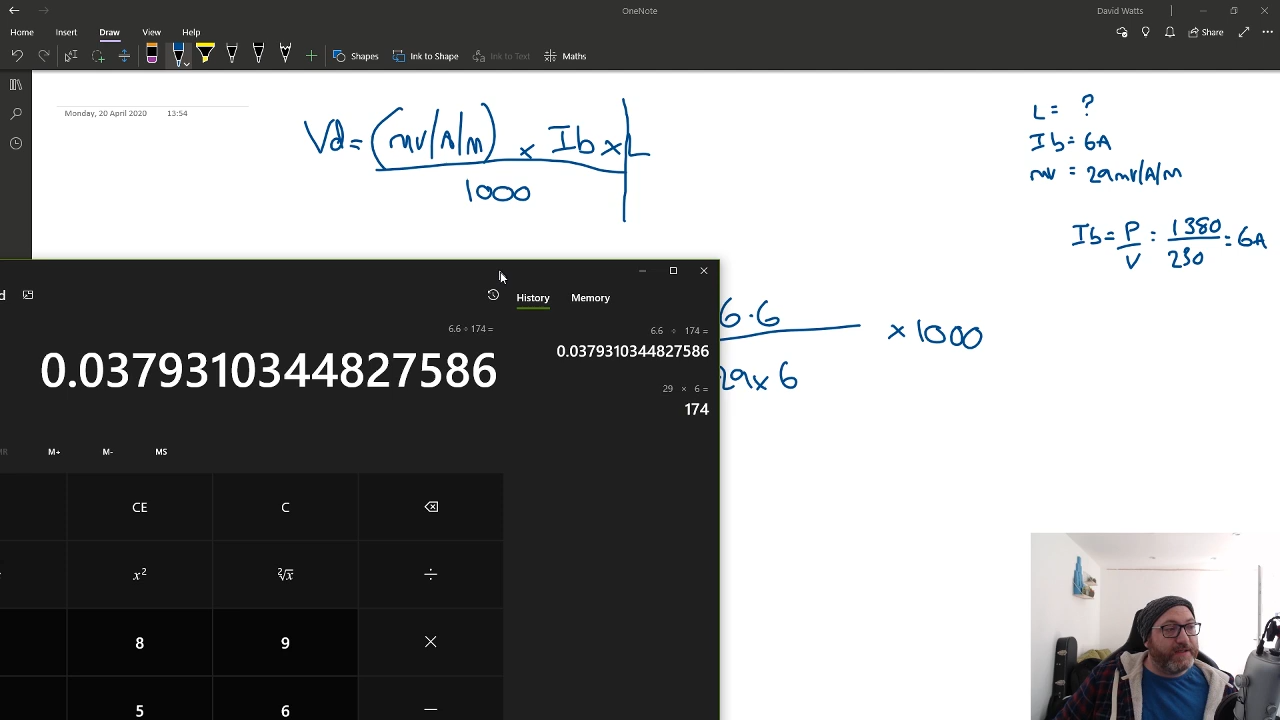 OneNote
David Watts
Home Insert Draw View Help
Share
Shapes Ink to Shape Ink to Text Maths
Monday, 20 April 2020 13:54
Vd = (mv/A/m) × Ib × L
1000
L = ?
Ib = 6A
mv = 29mv/A/m
Ib = P = 1380 = 6A
V 230
6.6 × 1000
29 × 6
History Memory
6.6 ÷ 174 =
0.0379310344827586
6.6 ÷ 174 =
0.0379310344827586
29 × 6 =
174
M+ M- MS
CE C
x² ²√x ÷
8 9 ×
5 6 −